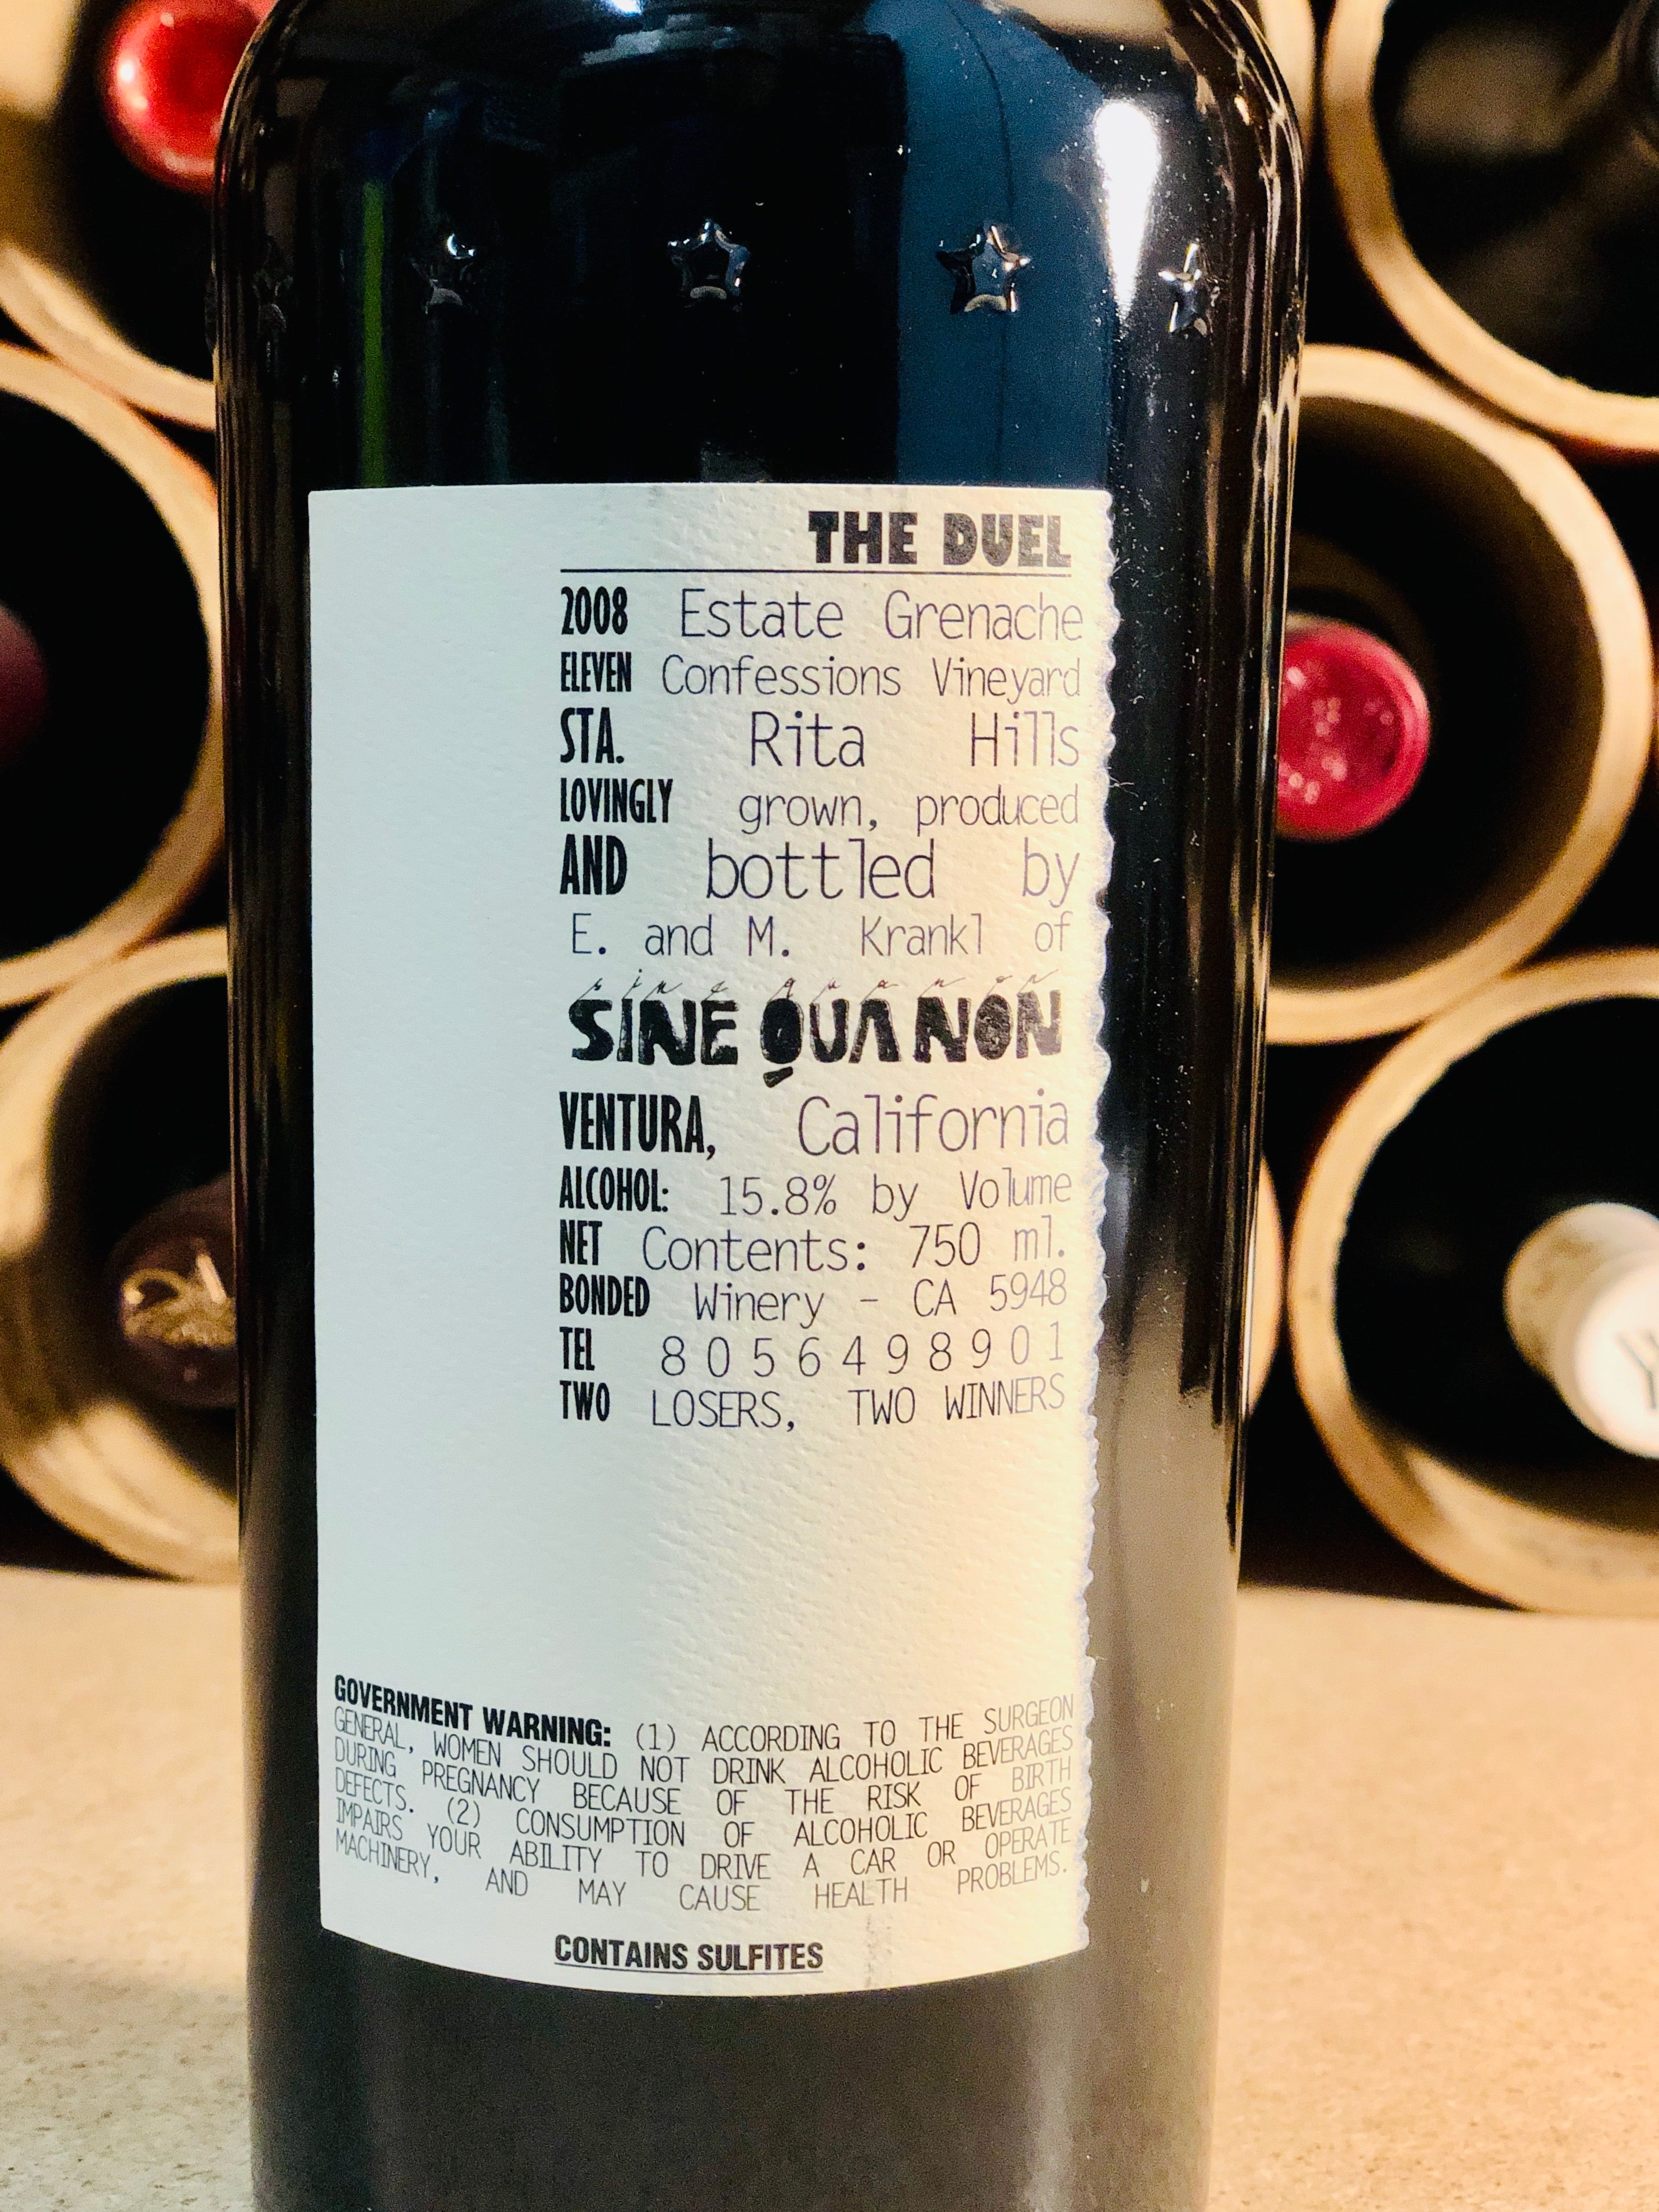 THE DUEL
2008 Estate Grenache
ELEVEN Confessions Vineyard
STA. Rita Hills
LOVINGLY grown, produced
AND bottled by
E. and M. Krankl of
sine qua non
SINE QUA NON
VENTURA, California
ALCOHOL: 15.8% by Volume
NET Contents: 750 ml.
BONDED Winery - CA 5948
TEL 8056498901
TWO LOSERS, TWO WINNERS
GOVERNMENT WARNING: (1) ACCORDING TO THE SURGEON
GENERAL, WOMEN SHOULD NOT DRINK ALCOHOLIC BEVERAGES
DURING PREGNANCY BECAUSE OF THE RISK OF BIRTH
DEFECTS. (2) CONSUMPTION OF ALCOHOLIC BEVERAGES
IMPAIRS YOUR ABILITY TO DRIVE A CAR OR OPERATE
MACHINERY, AND MAY CAUSE HEALTH PROBLEMS.
CONTAINS SULFITES